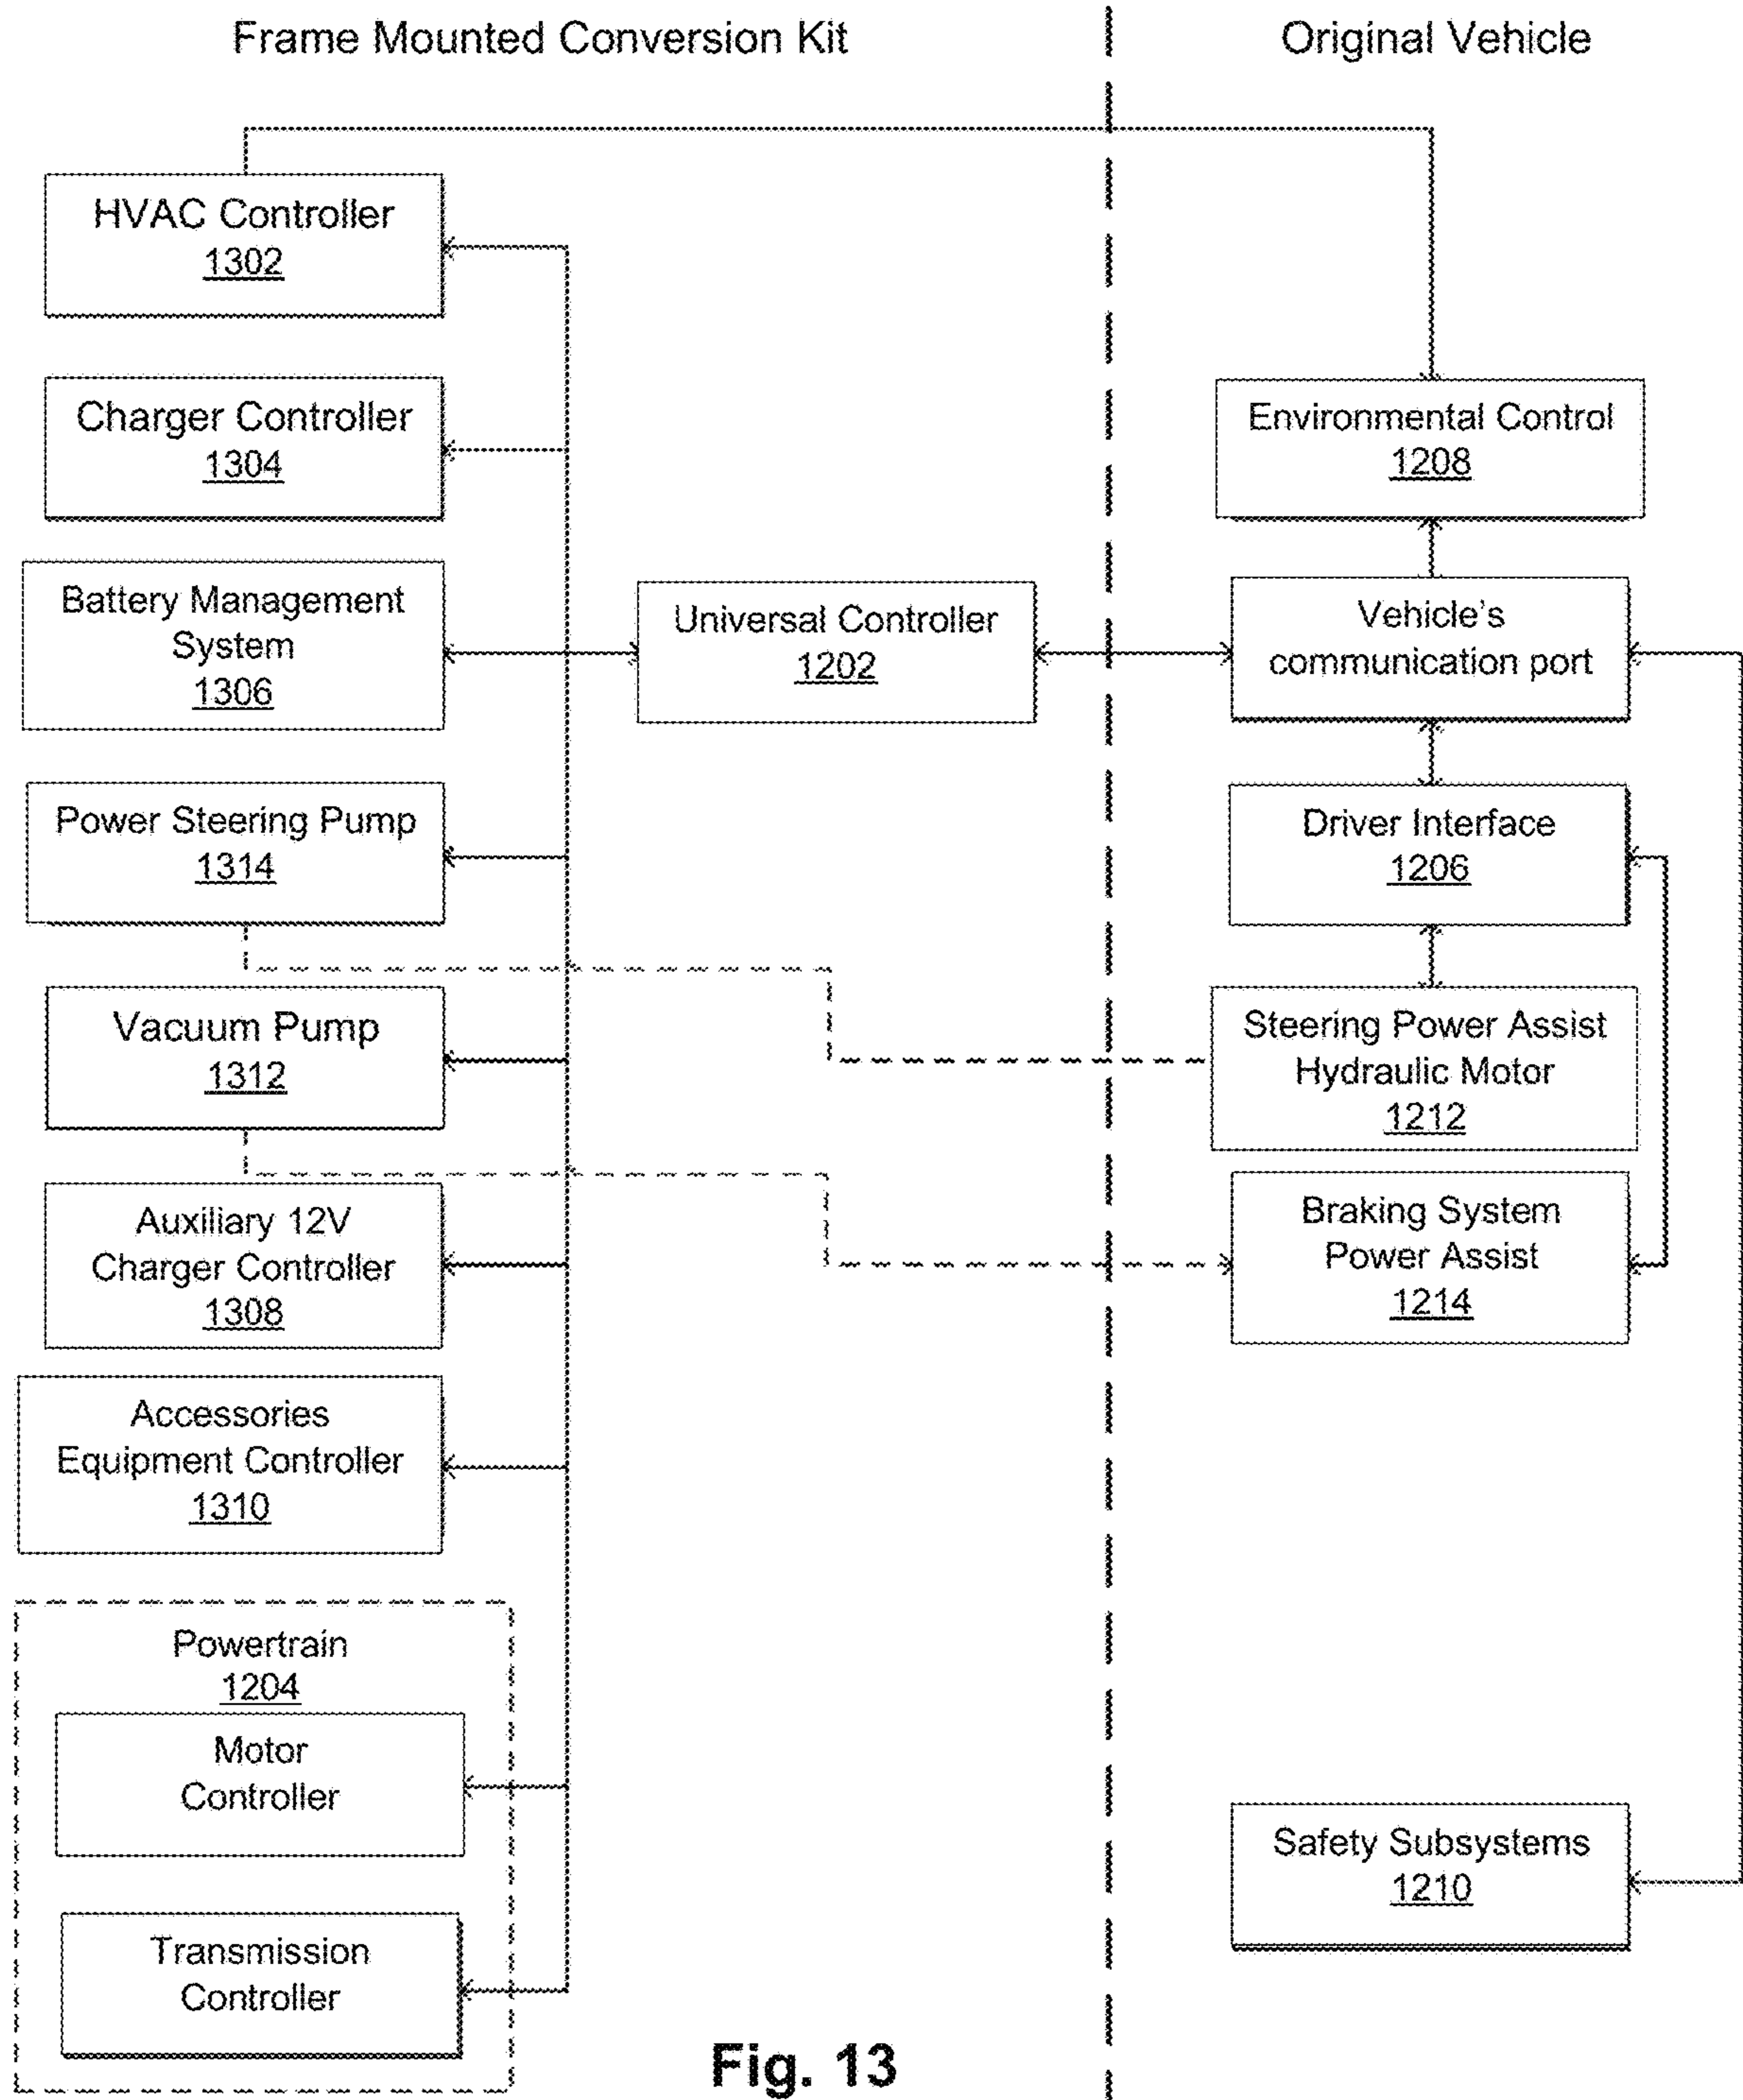 Frame Mounted Conversion Kit
Original Vehicle
HVAC Controller
1302
Charger Controller
1304
Battery Management
System
1306
Power Steering Pump
1314
Vacuum Pump
1312
Auxiliary 12V
Charger Controller
1308
Accessories
Equipment Controller
1310
Powertrain
1204
Motor
Controller
Transmission
Controller
Universal Controller
1202
Environmental Control
1208
Vehicle's
communication port
Driver Interface
1206
Steering Power Assist
Hydraulic Motor
1212
Braking System
Power Assist
1214
Safety Subsystems
1210
Fig. 13